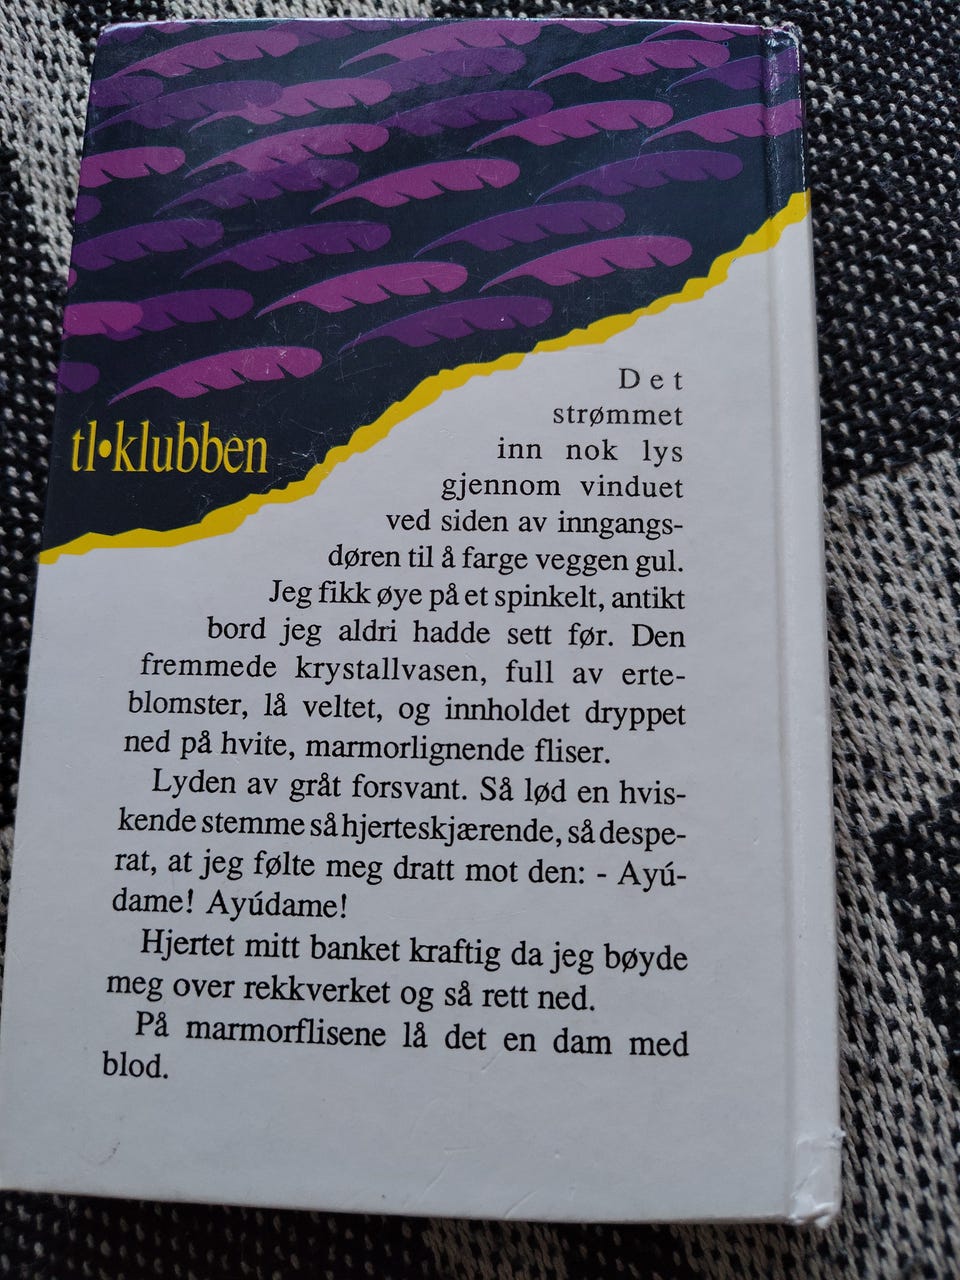 tl•klubben
Det
strømmet
inn nok lys
gjennom vinduet
ved siden av inngangs-
døren til å farge veggen gul.
Jeg fikk øye på et spinkelt, antikt
bord jeg aldri hadde sett før. Den
fremmede krystallvasen, full av erte-
blomster, lå veltet, og innholdet dryppet
ned på hvite, marmorlignende fliser.
Lyden av gråt forsvant. Så lød en hvis-
kende stemme så hjerteskjærende, så despe-
rat, at jeg følte meg dratt mot den: - Ayú-
dame! Ayúdame!
Hjertet mitt banket kraftig da jeg bøyde
meg over rekkverket og så rett ned.
På marmorflisene lå det en dam med
blod.